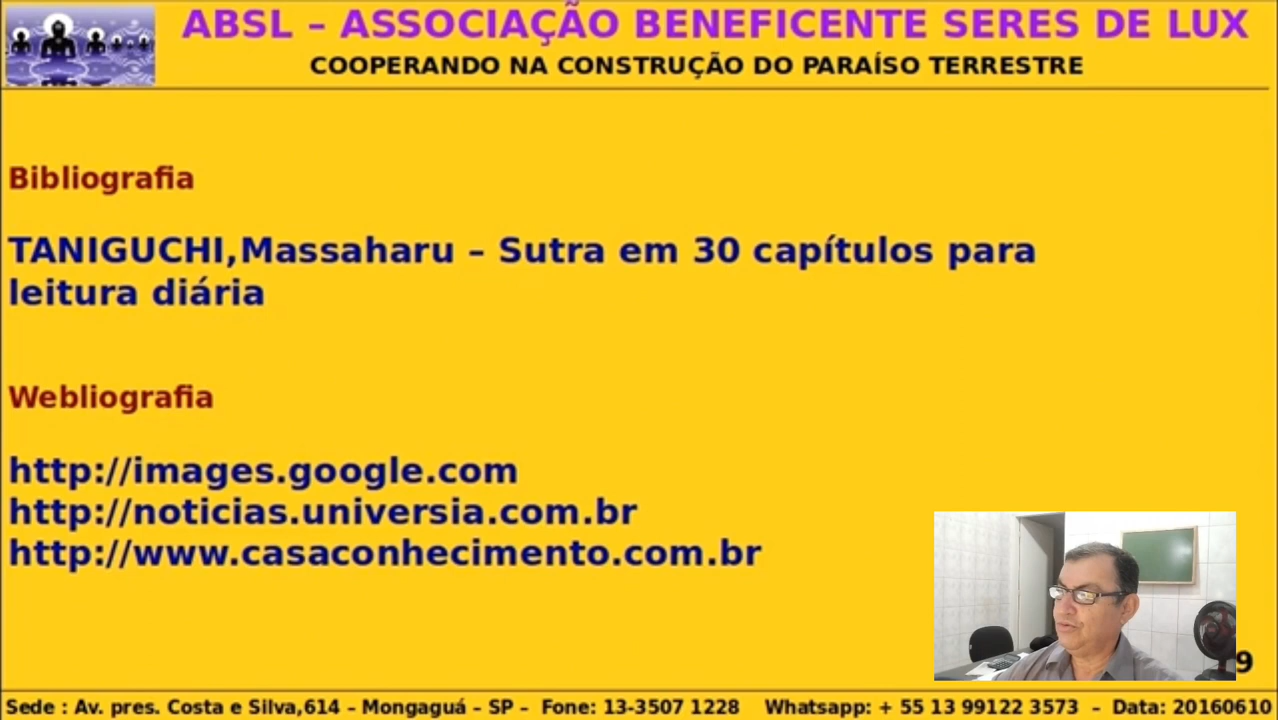 ABSL – ASSOCIAÇÃO BENEFICENTE SERES DE LUX
COOPERANDO NA CONSTRUÇÃO DO PARAÍSO TERRESTRE
Bibliografia
TANIGUCHI,Massaharu – Sutra em 30 capítulos para
leitura diária
Webliografia
http://images.google.com
http://noticias.universia.com.br
http://www.casaconhecimento.com.br
9
Sede : Av. pres. Costa e Silva,614 – Mongaguá – SP – Fone: 13-3507 1228 Whatsapp: + 55 13 99122 3573 – Data: 20160610